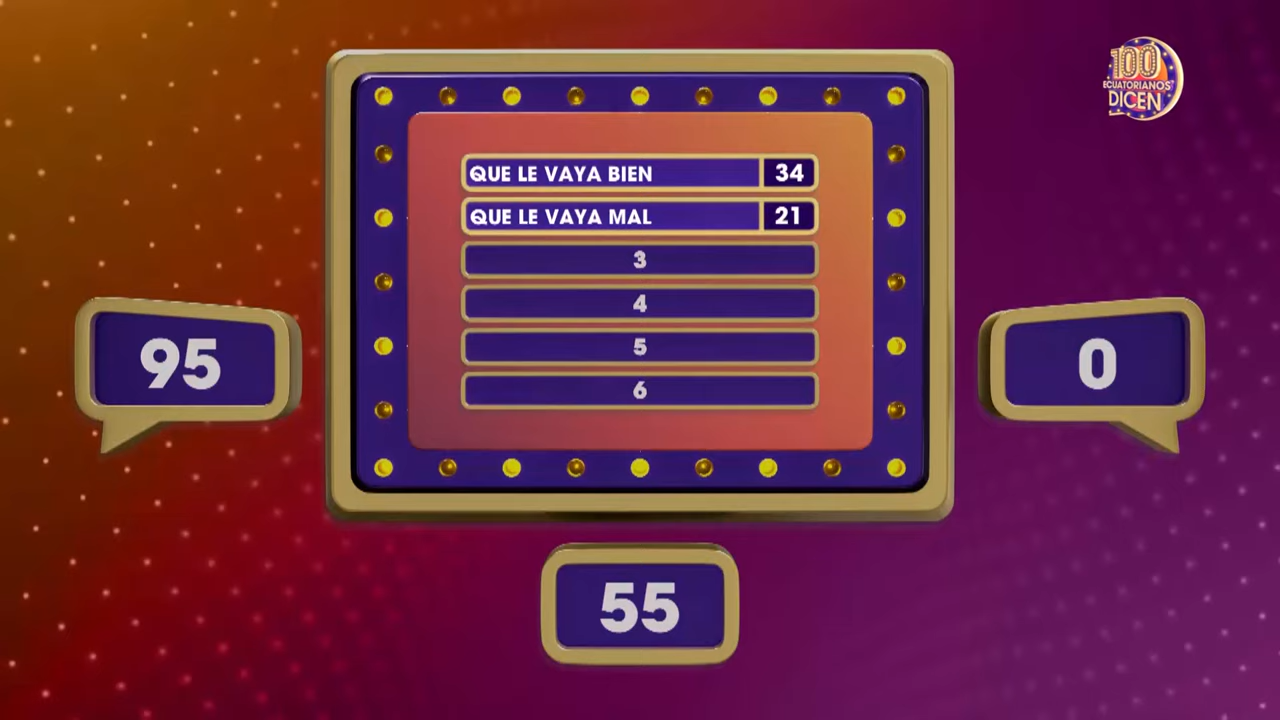 100
ECUATORIANOS
DICEN
QUE LE VAYA BIEN 34
QUE LE VAYA MAL 21
3
4
5
6
95
0
55